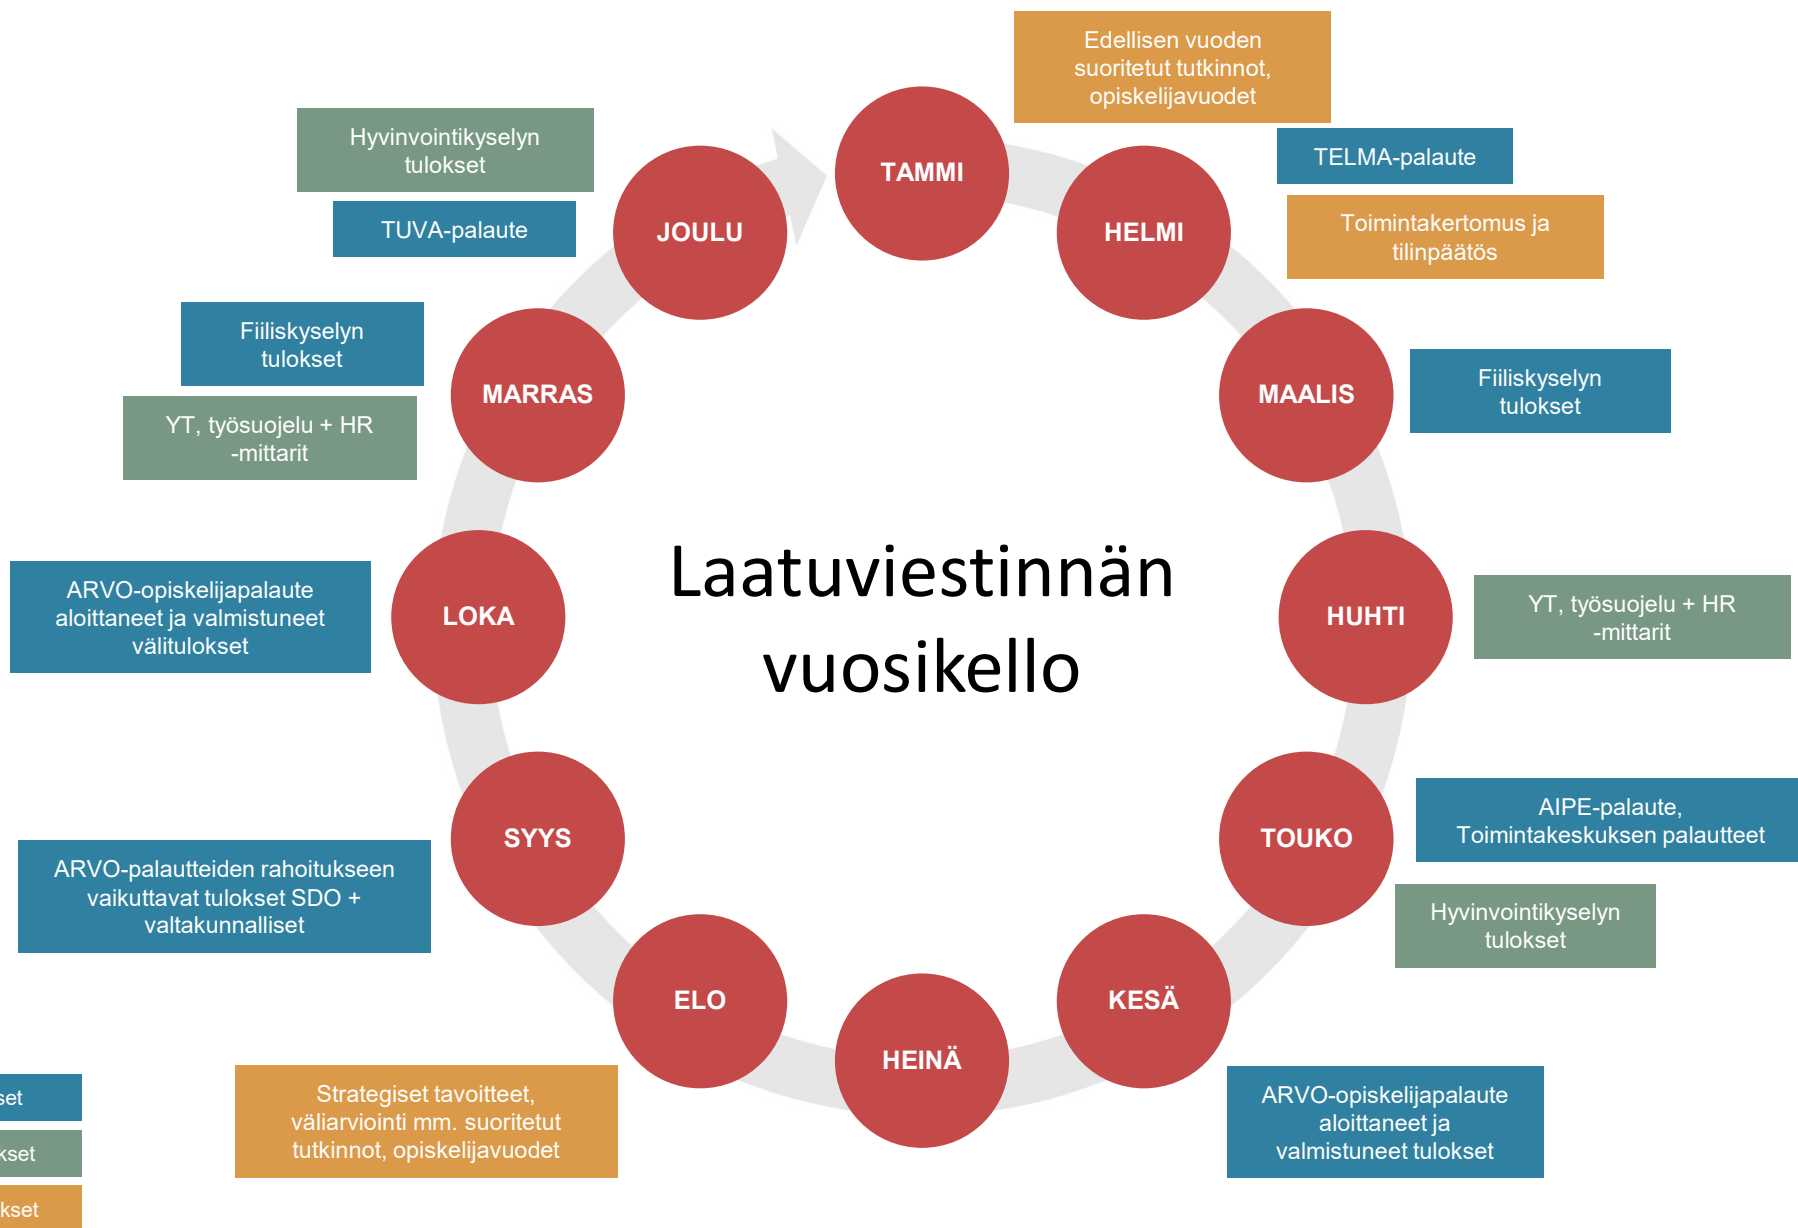 Edellisen vuoden
suoritetut tutkinnot,
opiskelijavuodet
TAMMI
TELMA-palaute
Toimintakertomus ja
tilinpäätös
HELMI
Fiiliskyselyn
tulokset
MAALIS
YT, työsuojelu + HR
-mittarit
HUHTI
AIPE-palaute,
Toimintakeskuksen palautteet
Hyvinvointikyselyn
tulokset
TOUKO
ARVO-opiskelijapalaute
aloittaneet ja
valmistuneet tulokset
KESÄ
HEINÄ
Strategiset tavoitteet,
väliarviointi mm. suoritetut
tutkinnot, opiskelijavuodet
ELO
ARVO-palautteiden rahoitukseen
vaikuttavat tulokset SDO +
valtakunnalliset
SYYS
ARVO-opiskelijapalaute
aloittaneet ja valmistuneet
välitulokset
LOKA
Fiiliskyselyn
tulokset
YT, työsuojelu + HR
-mittarit
MARRAS
Hyvinvointikyselyn
tulokset
TUVA-palaute
JOULU
Laatuviestinnän
vuosikello